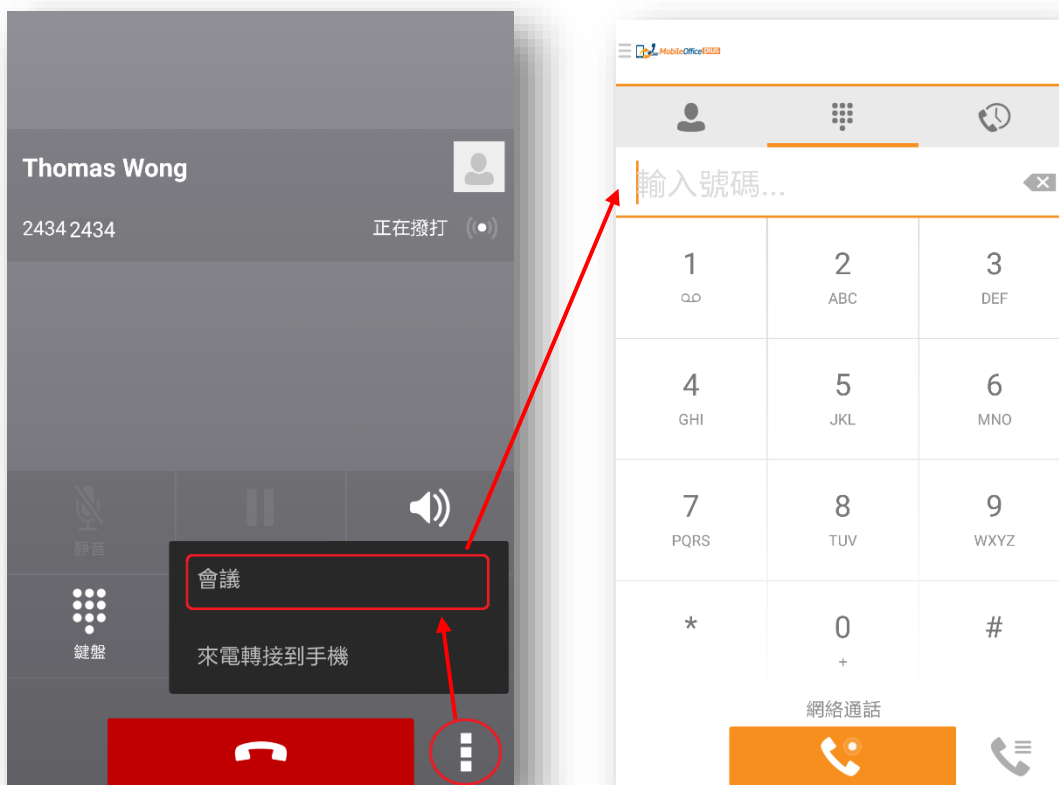 Thomas Wong
2434 2434
正在撥打
靜音
會議
鍵盤
來電轉接到手機
MobileOffice PLUS
輸入號碼...
1
2
ABC
3
DEF
4
GHI
5
JKL
6
MNO
7
PQRS
8
TUV
9
WXYZ
*
0
+
#
網絡通話